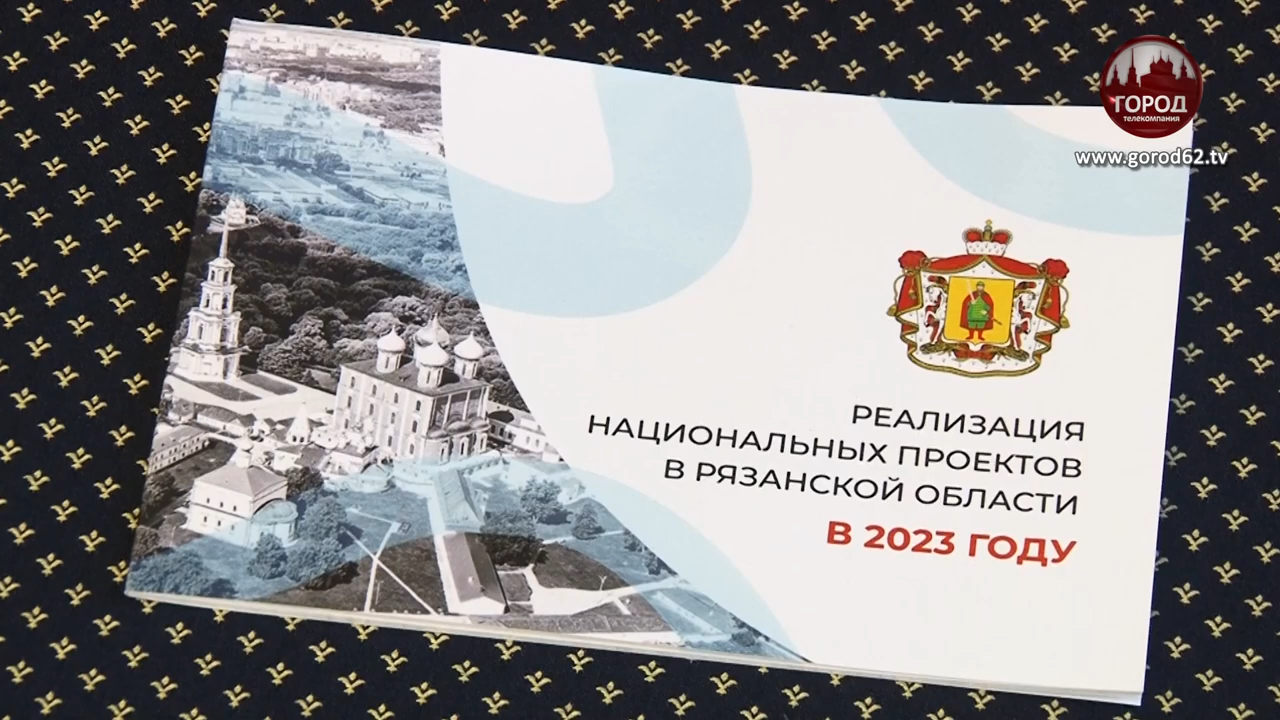 ГОРОД
телекомпания
www.gorod62.tv
РЕАЛИЗАЦИЯ
НАЦИОНАЛЬНЫХ ПРОЕКТОВ
В РЯЗАНСКОЙ ОБЛАСТИ
В 2023 ГОДУ